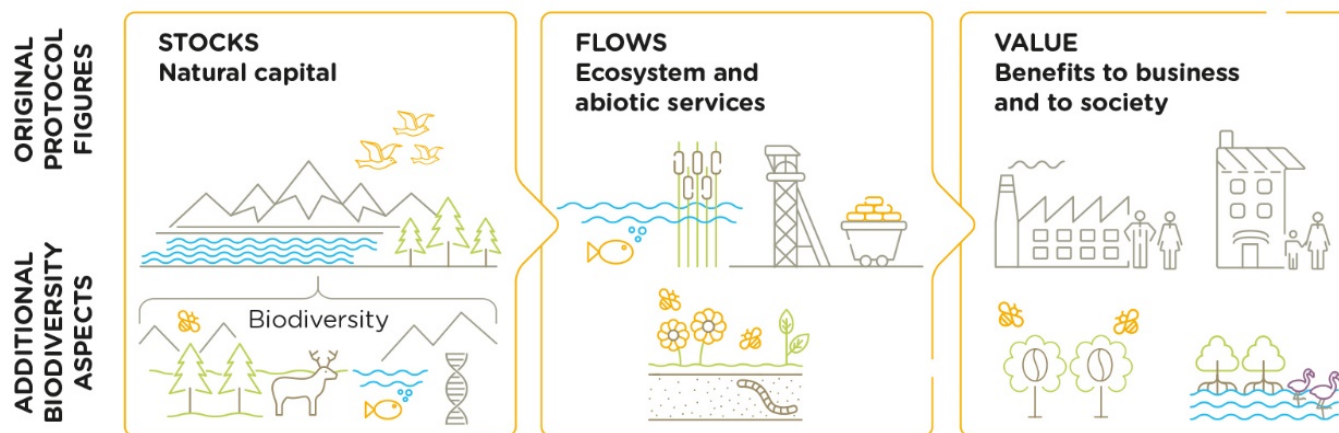 ORIGINAL
PROTOCOL
FIGURES
STOCKS
Natural capital
FLOWS
Ecosystem and
abiotic services
VALUE
Benefits to business
and to society
ADDITIONAL
BIODIVERSITY
ASPECTS
Biodiversity